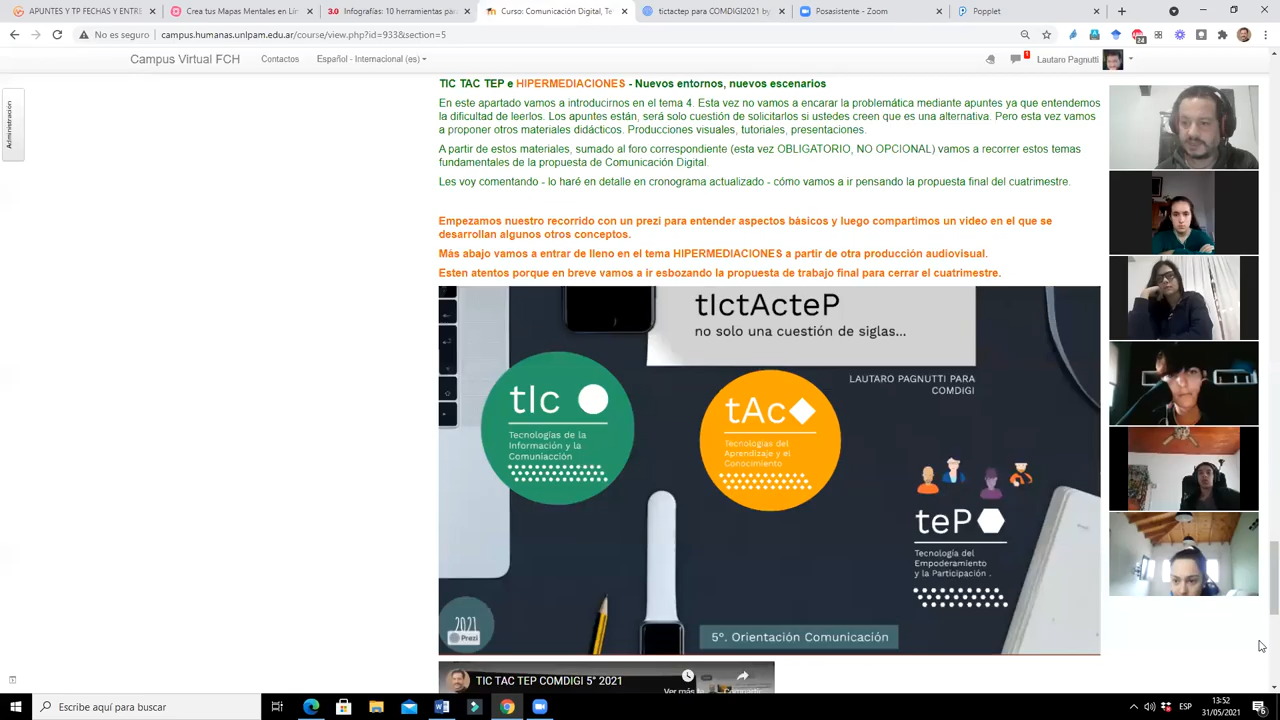 APUNTES Y TP FECHAS Y ENTRE
Crea tus Mapas Mentales en Lín
3.0 Infografías: 10 herramientas
Curso: Comunicación Digital, Te
tictactep para COMDIGI2021 by
Posasistente - Zoom
Popplet
No es seguro
campus.humanas.unlpam.edu.ar/course/view.php?id=933&section=5
24
Campus Virtual FCH
Contactos
Español - Internacional (es)
1
Lautaro Pagnutti
Administración
TIC TAC TEP e HIPERMEDIACIONES - Nuevos entornos, nuevos escenarios
En este apartado vamos a introducirnos en el tema 4. Esta vez no vamos a encarar la problemática mediante apuntes ya que entendemos
la dificultad de leerlos. Los apuntes están, será solo cuestión de solicitarlos si ustedes creen que es una alternativa. Pero esta vez vamos
a proponer otros materiales didácticos. Producciones visuales, tutoriales, presentaciones.
A partir de estos materiales, sumado al foro correspondiente (esta vez OBLIGATORIO, NO OPCIONAL) vamos a recorrer estos temas
fundamentales de la propuesta de Comunicación Digital.
Les voy comentando - lo haré en detalle en cronograma actualizado - cómo vamos a ir pensando la propuesta final del cuatrimestre.
Empezamos nuestro recorrido con un prezi para entender aspectos básicos y luego compartimos un video en el que se
desarrollan algunos otros conceptos.
Más abajo vamos a entrar de lleno en el tema HIPERMEDIACIONES a partir de otra producción audiovisual.
Esten atentos porque en breve vamos a ir esbozando la propuesta de trabajo final para cerrar el cuatrimestre.
tIctActeP
no solo una cuestión de siglas...
LAUTARO PAGNUTTI PARA
COMDIGI
tIc
Tecnologías de la
Información y la
Comuniacción
tAc
Tecnologías del
Aprendizaje y el
Conocimiento
teP
Tecnología del
Empoderamiento
y la Participación .
2021
Prezi
5°. Orientación Comunicación
TIC TAC TEP COMDIGI 5° 2021
Ver más
Compartir
Escribe aquí para buscar
ESP
13:52
31/05/2021
6